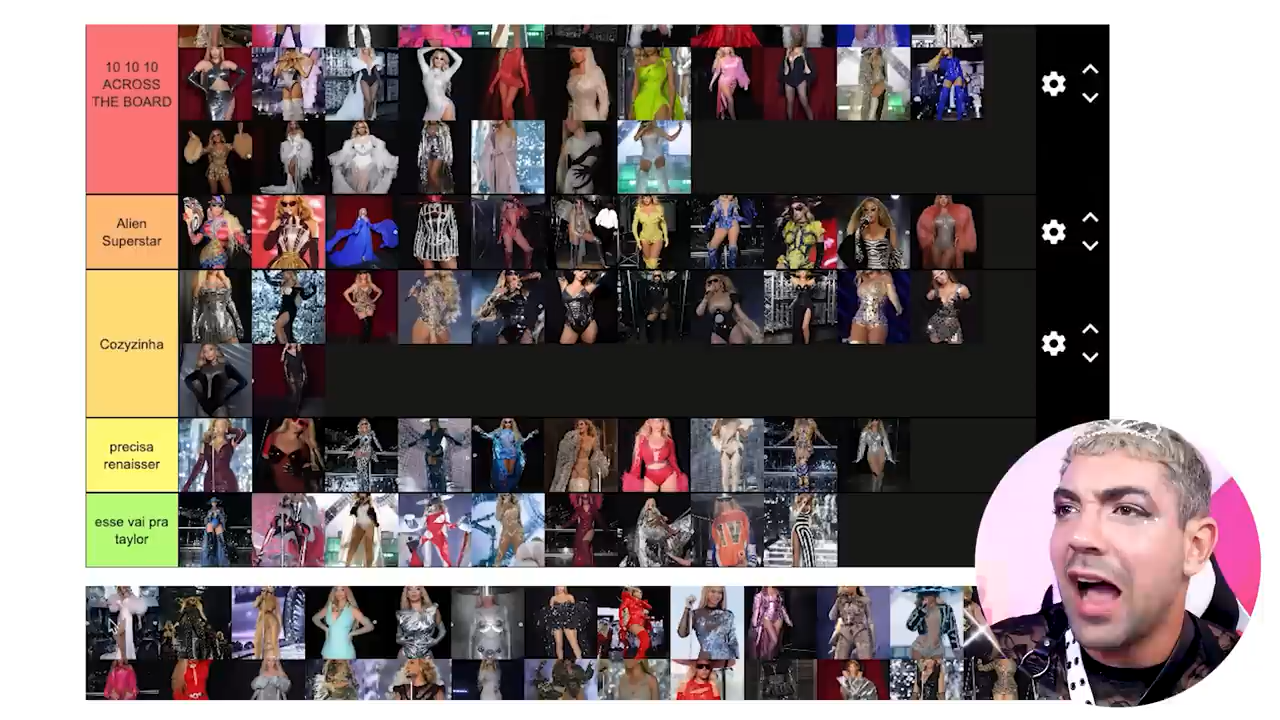 10 10 10
ACROSS
THE BOARD
Alien
Superstar
Cozyzinha
precisa
renaisser
esse vai pra
taylor